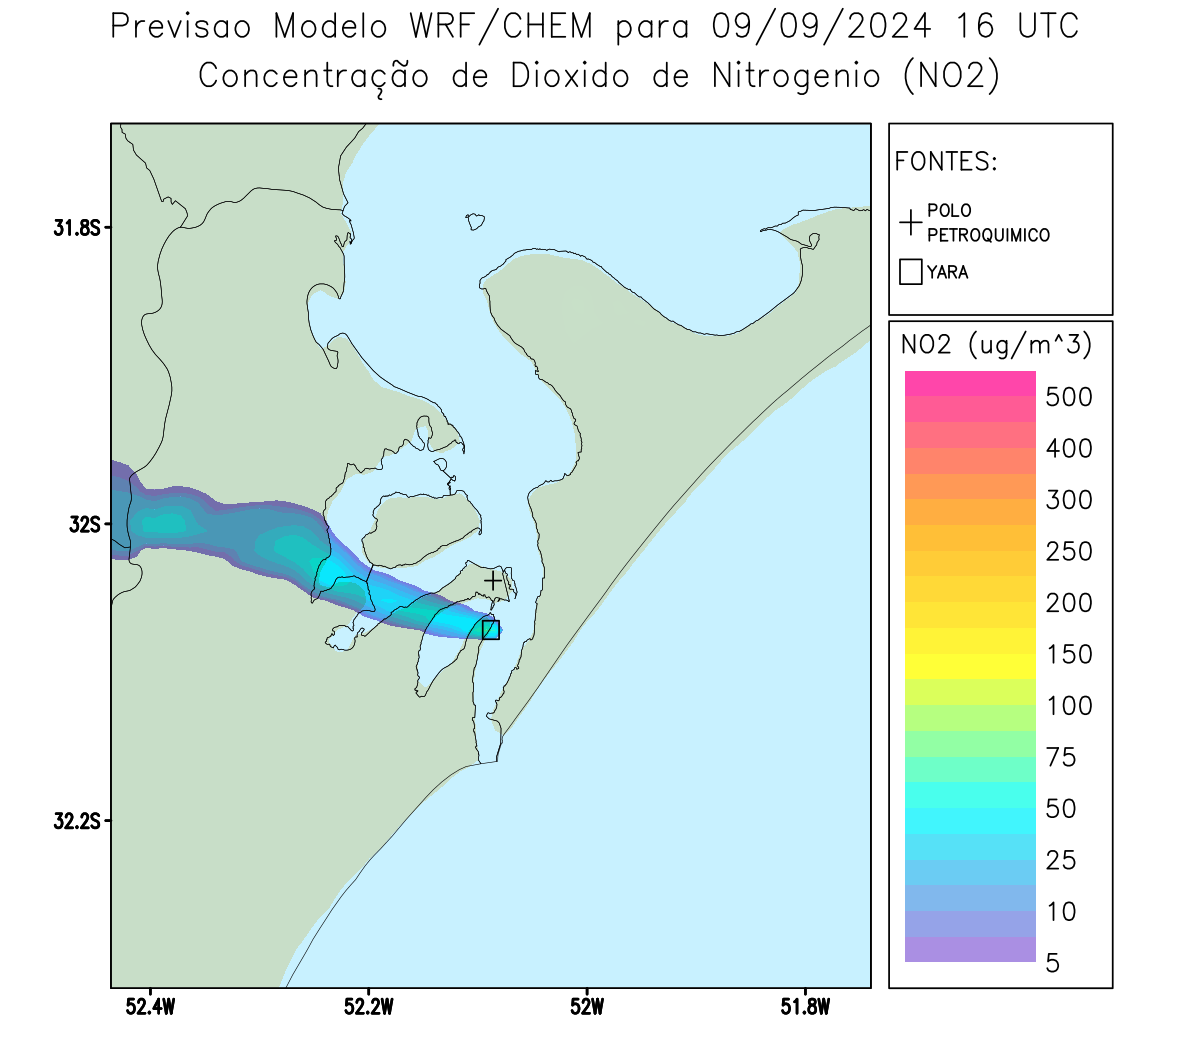 Previsao Modelo WRF/CHEM para 09/09/2024 16 UTC
Concentração de Dioxido de Nitrogenio (NO2)
FONTES:
POLO
PETROQUIMICO
YARA
NO2 (ug/m^3)
500
400
300
250
200
150
100
75
50
25
10
5
31.8S
32S
32.2S
52.4W
52.2W
52W
51.8W